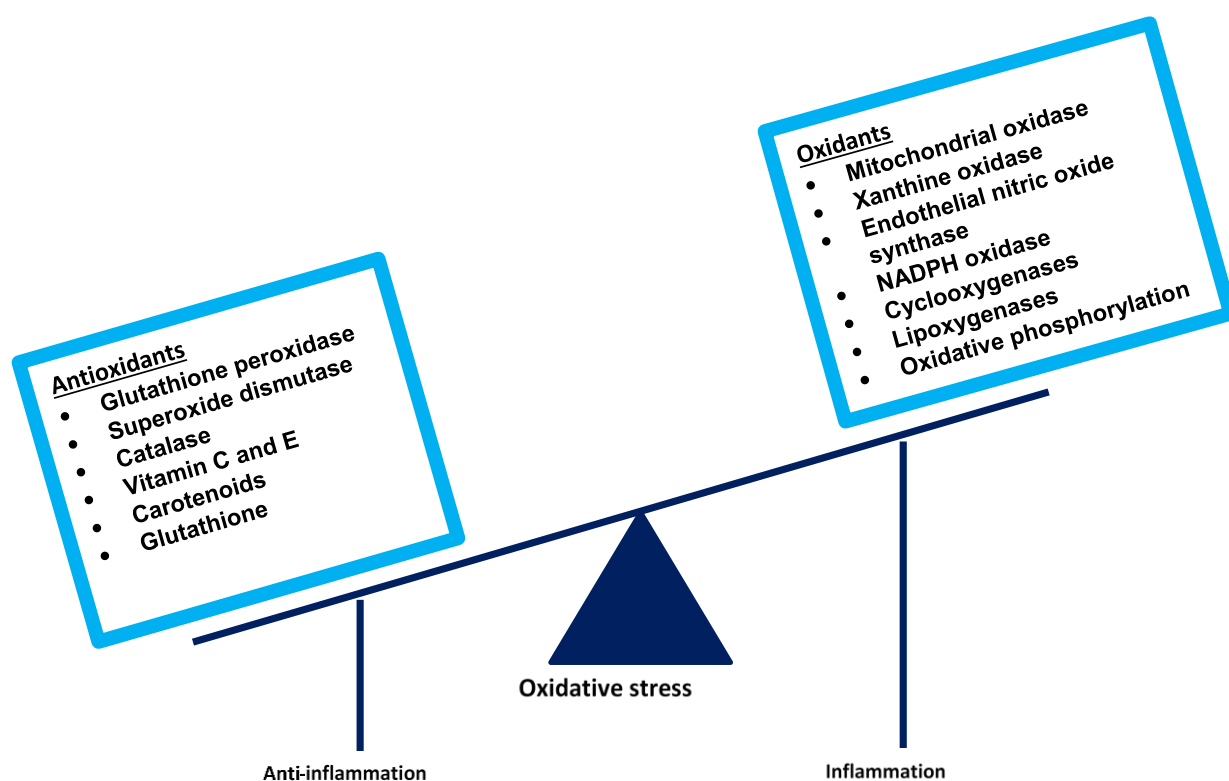 Oxidants
• Mitochondrial oxidase
• Xanthine oxidase
• Endothelial nitric oxide
synthase
• NADPH oxidase
• Cyclooxygenases
• Lipoxygenases
• Oxidative phosphorylation
Antioxidants
• Glutathione peroxidase
• Superoxide dismutase
• Catalase
• Vitamin C and E
• Carotenoids
• Glutathione
Oxidative stress
Anti-inflammation
Inflammation